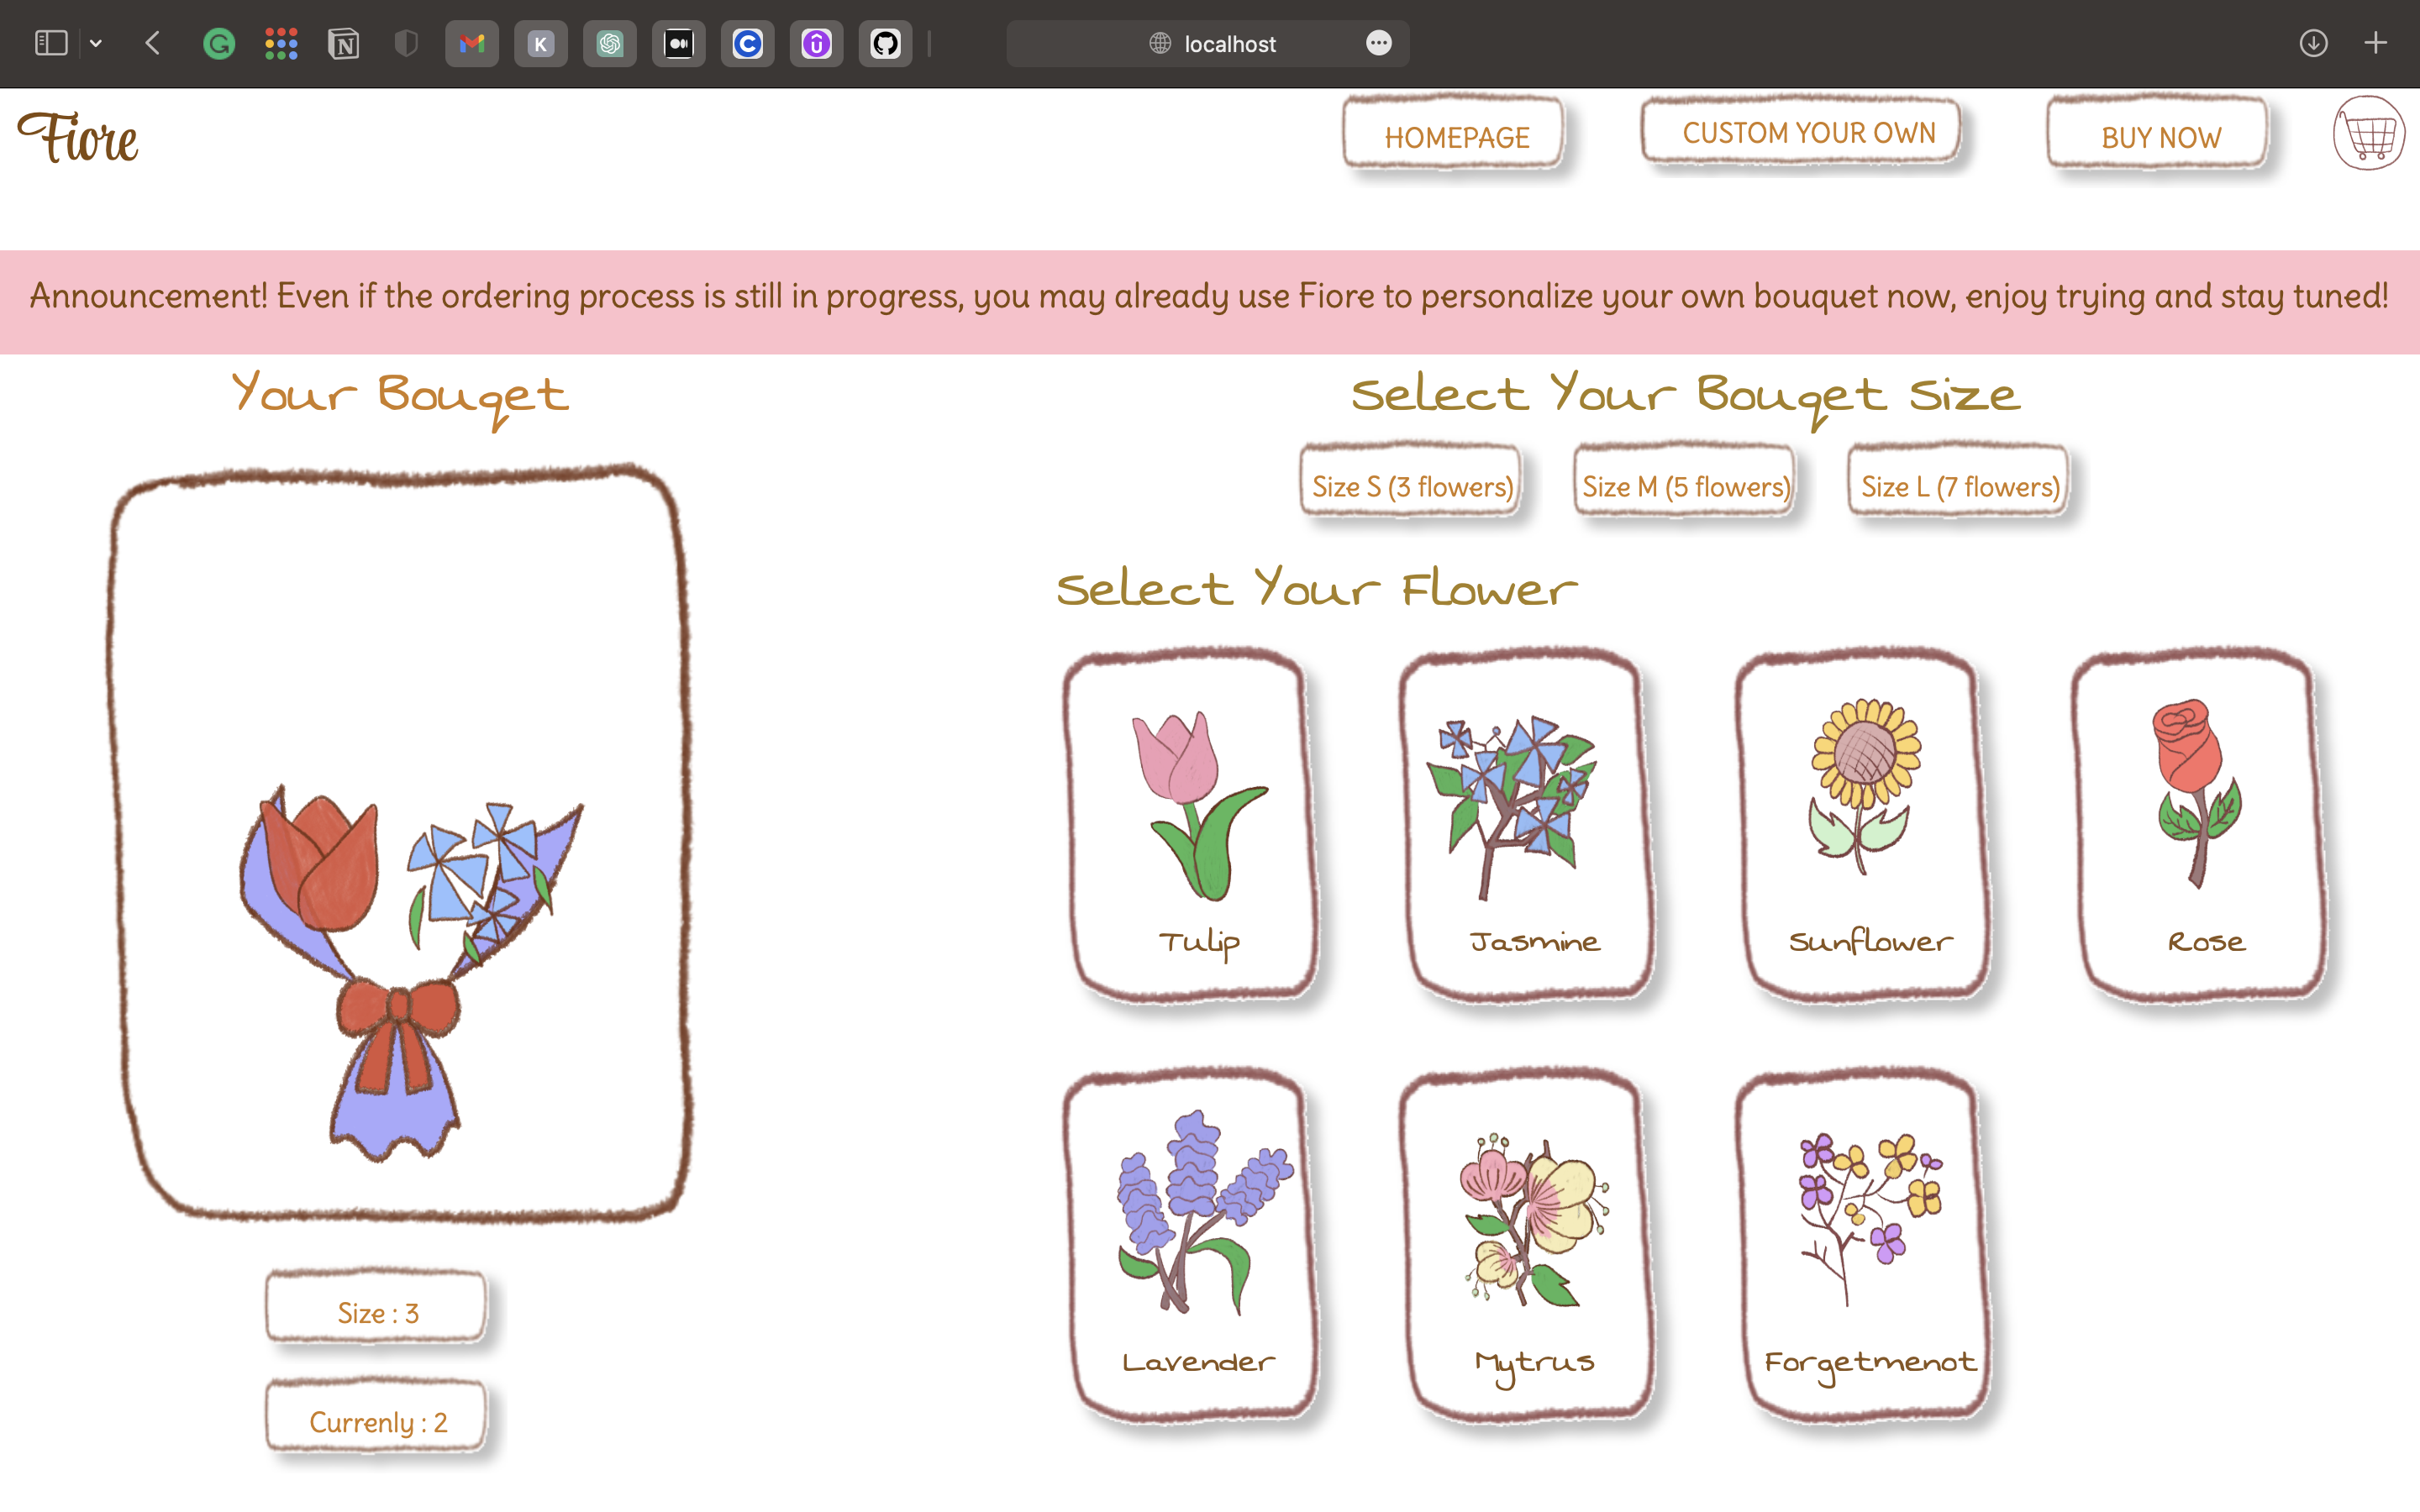 localhost
Fiore
HOMEPAGE
CUSTOM YOUR OWN
BUY NOW
Announcement! Even if the ordering process is still in progress, you may already use Fiore to personalize your own bouquet now, enjoy trying and stay tuned!
Your Bouqet
Select Your Bouqet Size
Size S (3 flowers)
Size M (5 flowers)
Size L (7 flowers)
Select Your Flower
Tulip
Jasmine
Sunflower
Rose
Lavender
Mytrus
Forgetmenot
Size : 3
Currenly : 2